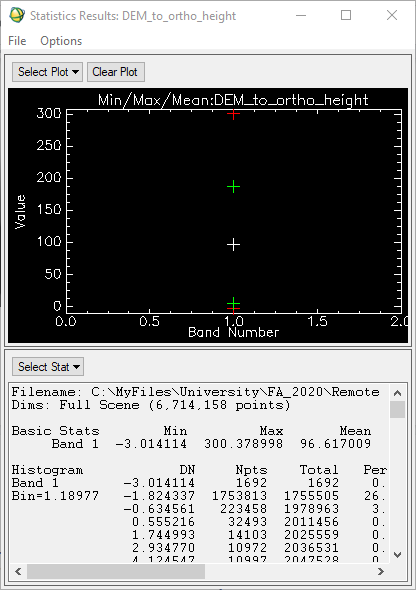 Statistics Results: DEM_to_ortho_height
File Options
Select Plot Clear Plot
Min/Max/Mean:DEM_to_ortho_height
300
250
200
150
100
50
0
Value
0.0 0.5 1.0 1.5 2.0
Band Number
Select Stat
Filename: C:\MyFiles\University\FA_2020\Remote
Dims: Full Scene (6,714,158 points)
Basic Stats Min Max Mean
Band 1 -3.014114 300.378998 96.617009
Histogram DN Npts Total Per
Band 1 -3.014114 1692 1692 0.
Bin=1.18977 -1.824337 1753813 1755505 26.
-0.634561 223458 1978963 3.
0.555216 32493 2011456 0.
1.744993 14103 2025559 0.
2.934770 10972 2036531 0.
4.124547 10997 2047528 0.